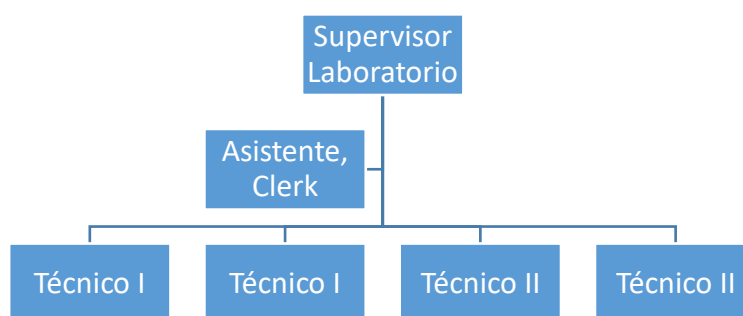 Supervisor
Laboratorio
Asistente,
Clerk
Técnico I
Técnico I
Técnico II
Técnico II